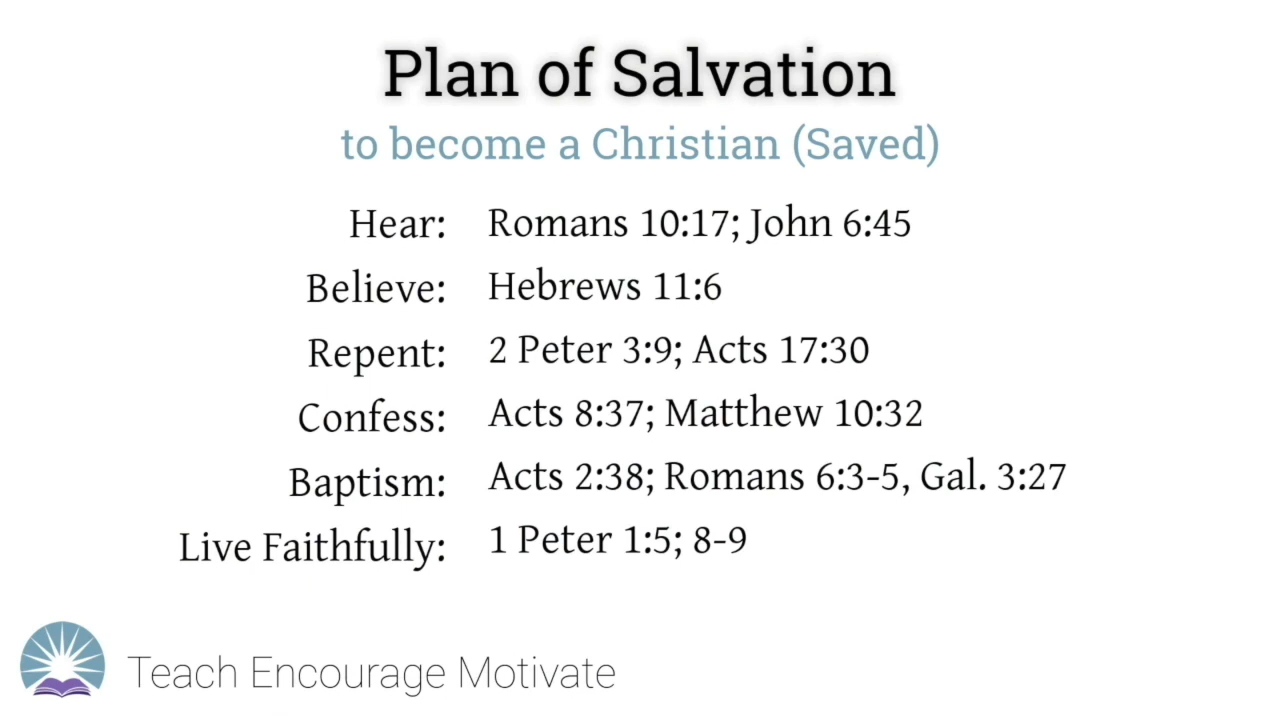 Plan of Salvation
to become a Christian (Saved)
Hear: Romans 10:17; John 6:45
Believe: Hebrews 11:6
Repent: 2 Peter 3:9; Acts 17:30
Confess: Acts 8:37; Matthew 10:32
Baptism: Acts 2:38; Romans 6:3-5, Gal. 3:27
Live Faithfully: 1 Peter 1:5; 8-9
Teach Encourage Motivate